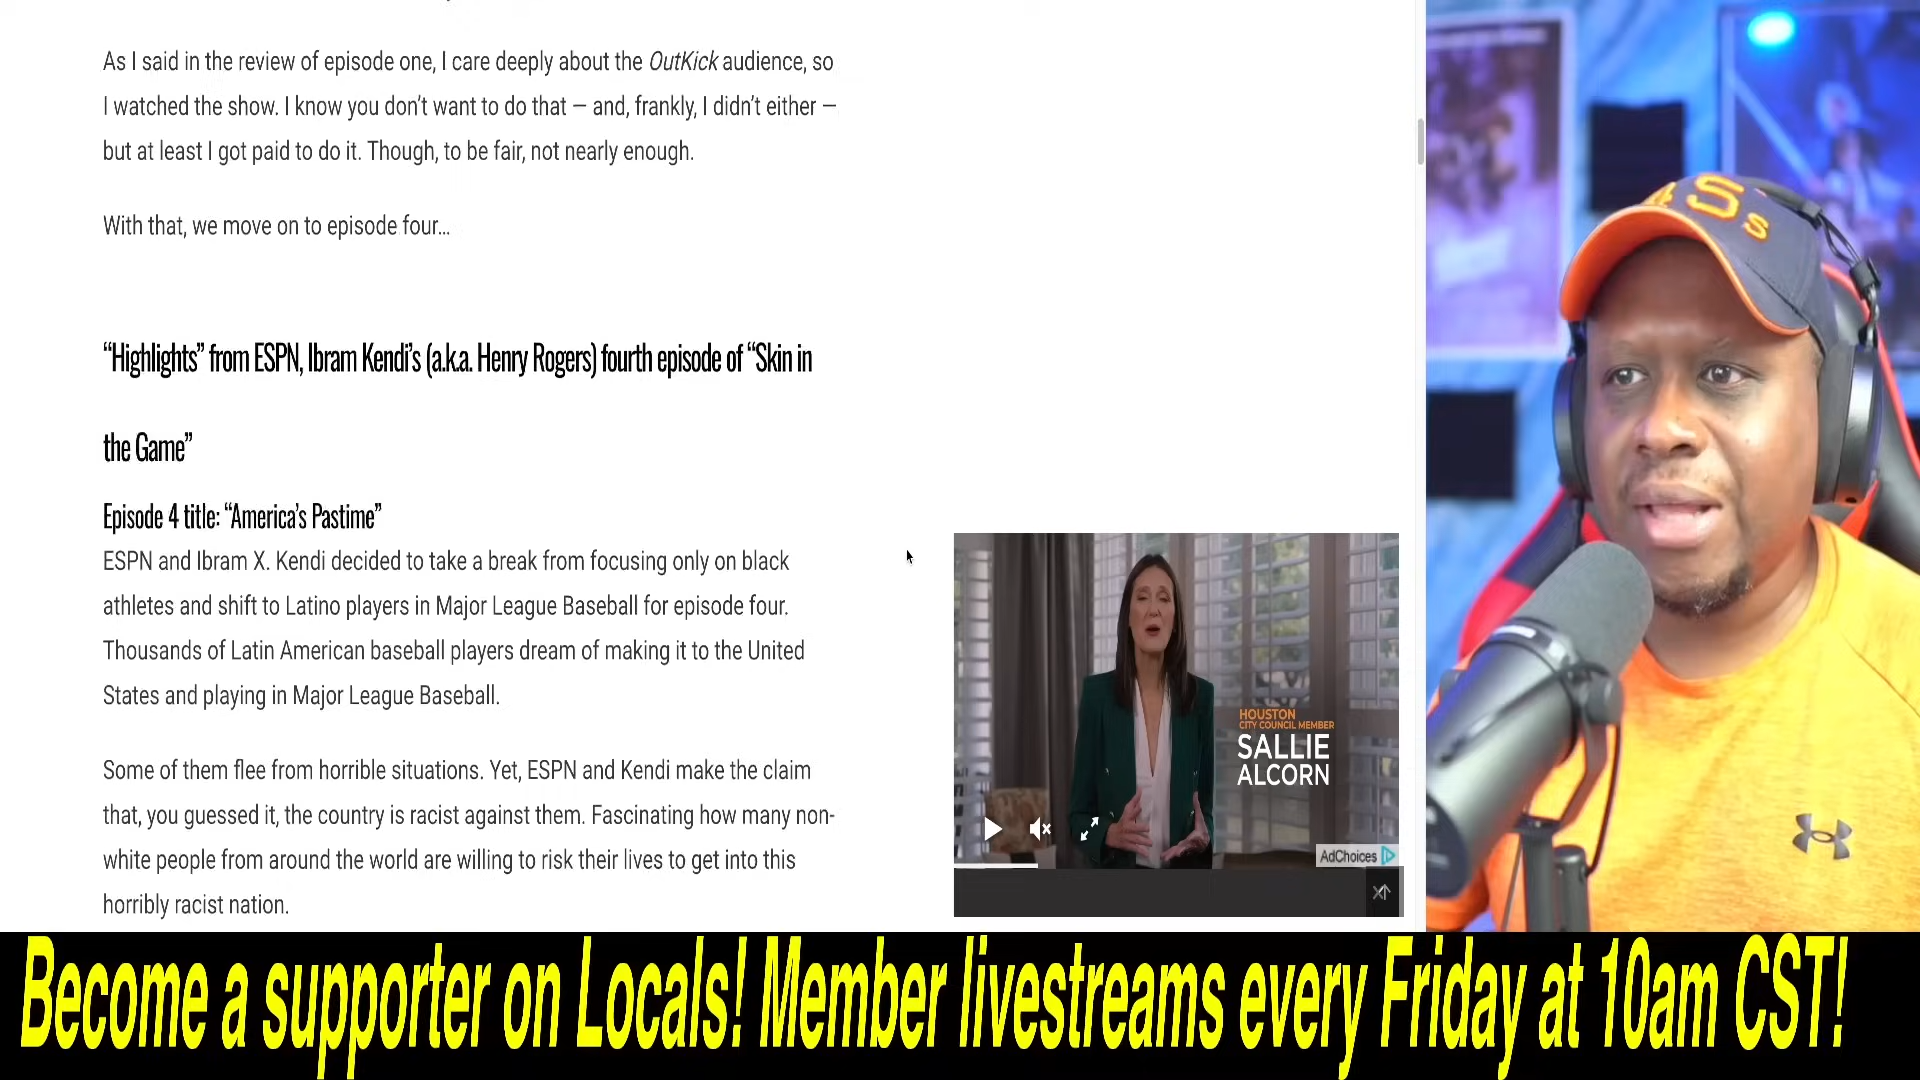 As I said in the review of episode one, I care deeply about the OutKick audience, so
I watched the show. I know you don’t want to do that — and, frankly, I didn’t either —
but at least I got paid to do it. Though, to be fair, not nearly enough.
With that, we move on to episode four…
“Highlights” from ESPN, Ibram Kendi’s (a.k.a. Henry Rogers) fourth episode of “Skin in
the Game”
Episode 4 title: “America’s Pastime”
ESPN and Ibram X. Kendi decided to take a break from focusing only on black
athletes and shift to Latino players in Major League Baseball for episode four.
Thousands of Latin American baseball players dream of making it to the United
States and playing in Major League Baseball.
Some of them flee from horrible situations. Yet, ESPN and Kendi make the claim
that, you guessed it, the country is racist against them. Fascinating how many non-
white people from around the world are willing to risk their lives to get into this
horribly racist nation.
HOUSTON
CITY COUNCIL MEMBER
SALLIE
ALCORN
AdChoices
4Ss
Become a supporter on Locals! Member livestreams every Friday at 10am CST!